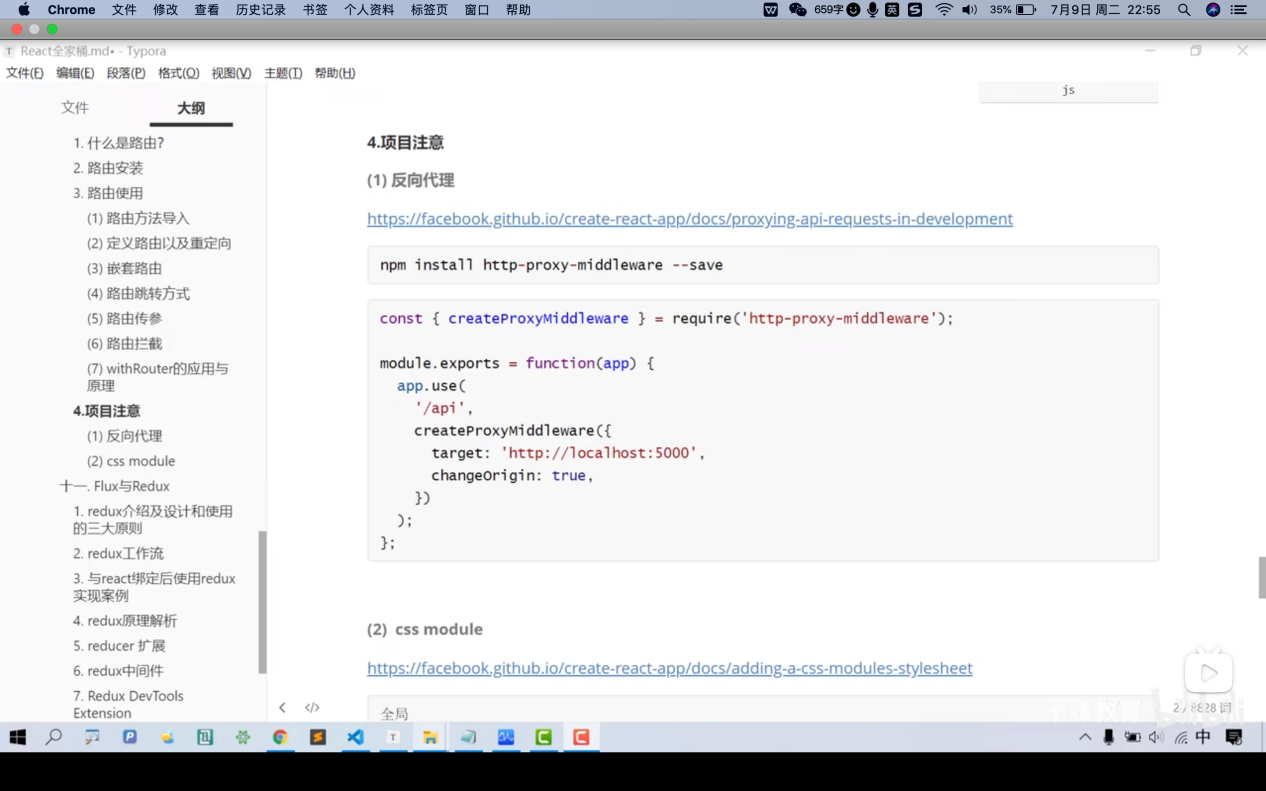 Chrome 文件 修改 查看 历史记录 书签 个人资料 标签页 窗口 帮助 659字 英 35% 7月9日 周二 22:55
T React全家桶.md• - Typora
文件(F) 编辑(E) 段落(P) 格式(O) 视图(V) 主题(T) 帮助(H)
文件 大纲
1. 什么是路由?
2. 路由安装
3. 路由使用
(1) 路由方法导入
(2) 定义路由以及重定向
(3) 嵌套路由
(4) 路由跳转方式
(5) 路由传参
(6) 路由拦截
(7) withRouter的应用与
原理
4.项目注意
(1) 反向代理
(2) css module
十一. Flux与Redux
1. redux介绍及设计和使用
的三大原则
2. redux工作流
3. 与react绑定后使用redux
实现案例
4. redux原理解析
5. reducer 扩展
6. redux中间件
7. Redux DevTools
Extension
js
4.项目注意
(1) 反向代理
https://facebook.github.io/create-react-app/docs/proxying-api-requests-in-development
npm install http-proxy-middleware --save
const { createProxyMiddleware } = require('http-proxy-middleware');
module.exports = function(app) {
app.use(
'/api',
createProxyMiddleware({
target: 'http://localhost:5000',
changeOrigin: true,
})
);
};
(2) css module
https://facebook.github.io/create-react-app/docs/adding-a-css-modules-stylesheet
全局
2 / 8828 词
bilibili
中